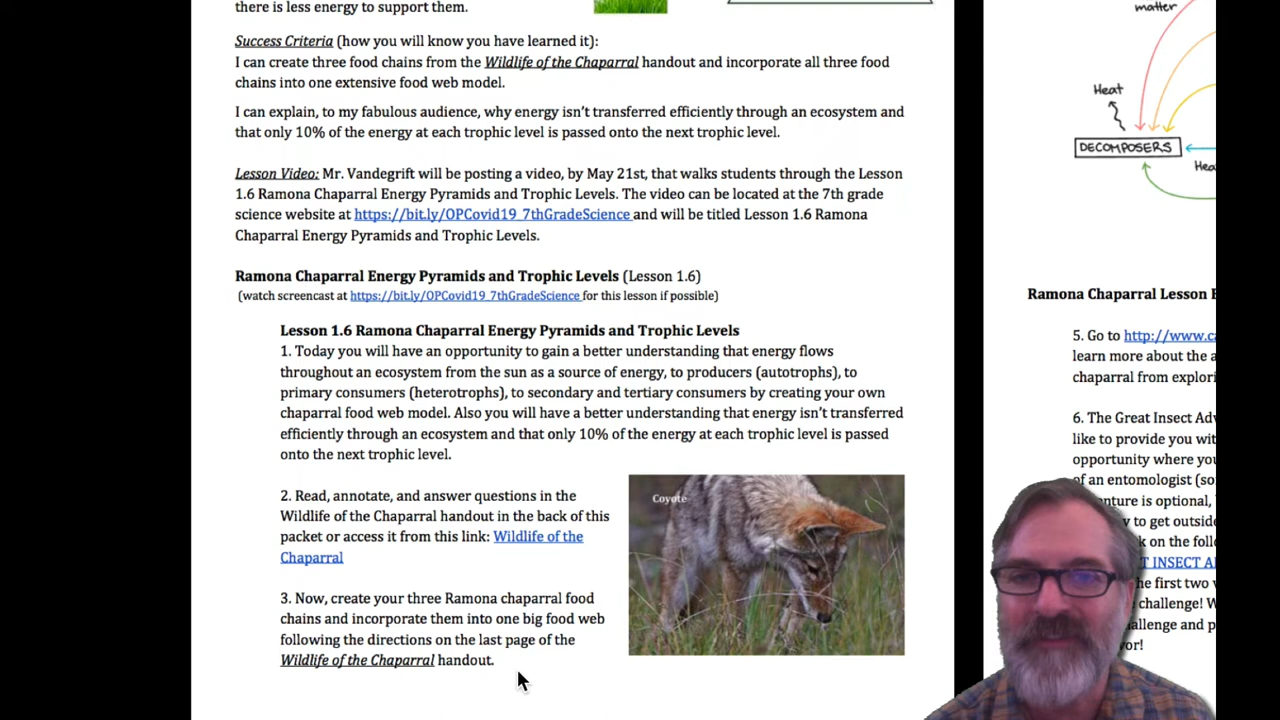 there is less energy to support them.
Success Criteria (how you will know you have learned it):
I can create three food chains from the Wildlife of the Chaparral handout and incorporate all three food
chains into one extensive food web model.
I can explain, to my fabulous audience, why energy isn't transferred efficiently through an ecosystem and
that only 10% of the energy at each trophic level is passed onto the next trophic level.
Lesson Video: Mr. Vandegrift will be posting a video, by May 21st, that walks students through the Lesson
1.6 Ramona Chaparral Energy Pyramids and Trophic Levels. The video can be located at the 7th grade
science website at https://bit.ly/OPCovid19_7thGradeScience and will be titled Lesson 1.6 Ramona
Chaparral Energy Pyramids and Trophic Levels.
Ramona Chaparral Energy Pyramids and Trophic Levels (Lesson 1.6)
(watch screencast at https://bit.ly/OPCovid19_7thGradeScience for this lesson if possible)
Lesson 1.6 Ramona Chaparral Energy Pyramids and Trophic Levels
1. Today you will have an opportunity to gain a better understanding that energy flows
throughout an ecosystem from the sun as a source of energy, to producers (autotrophs), to
primary consumers (heterotrophs), to secondary and tertiary consumers by creating your own
chaparral food web model. Also you will have a better understanding that energy isn't transferred
efficiently through an ecosystem and that only 10% of the energy at each trophic level is passed
onto the next trophic level.
2. Read, annotate, and answer questions in the
Wildlife of the Chaparral handout in the back of this
packet or access it from this link: Wildlife of the
Chaparral
3. Now, create your three Ramona chaparral food
chains and incorporate them into one big food web
following the directions on the last page of the
Wildlife of the Chaparral handout.
Coyote
matter
Heat
DECOMPOSERS
Hea
Ramona Chaparral Lesson E
5. Go to http://www.ca
learn more about the a
chaparral from explori
6. The Great Insect Adv
like to provide you wit
opportunity where you
of an entomologist (so
enture is optional,
y to get outside
k on the follo
T INSECT A
he first two
challenge! W
allenge and p
vor!